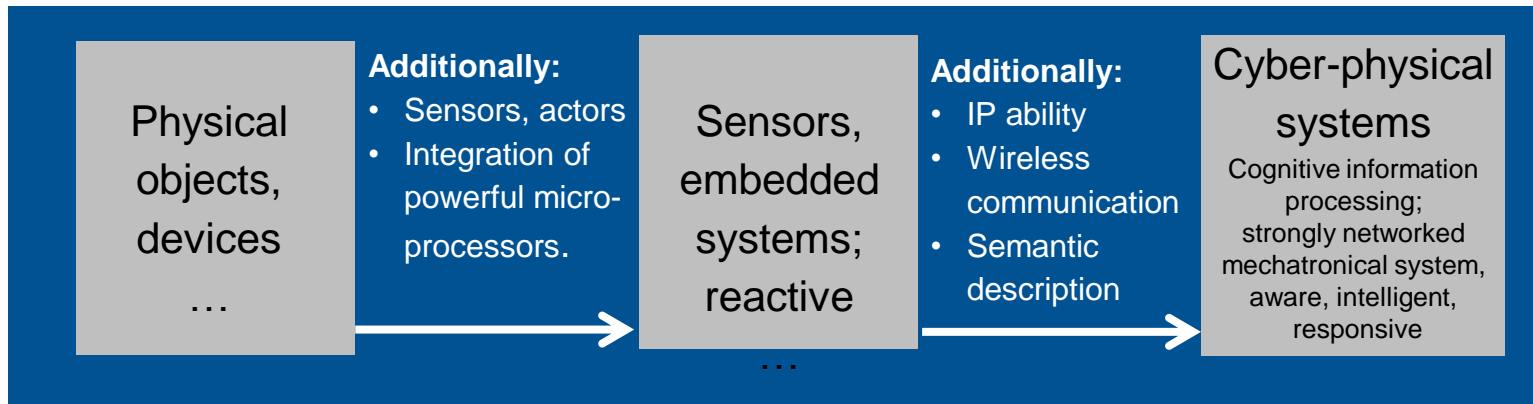 Physical
objects,
devices
…
Additionally:
• Sensors, actors
• Integration of
powerful micro-
processors.
Sensors,
embedded
systems;
reactive
…
Additionally:
• IP ability
• Wireless
communication
• Semantic
description
Cyber-physical
systems
Cognitive information
processing;
strongly networked
mechatronical system,
aware, intelligent,
responsive